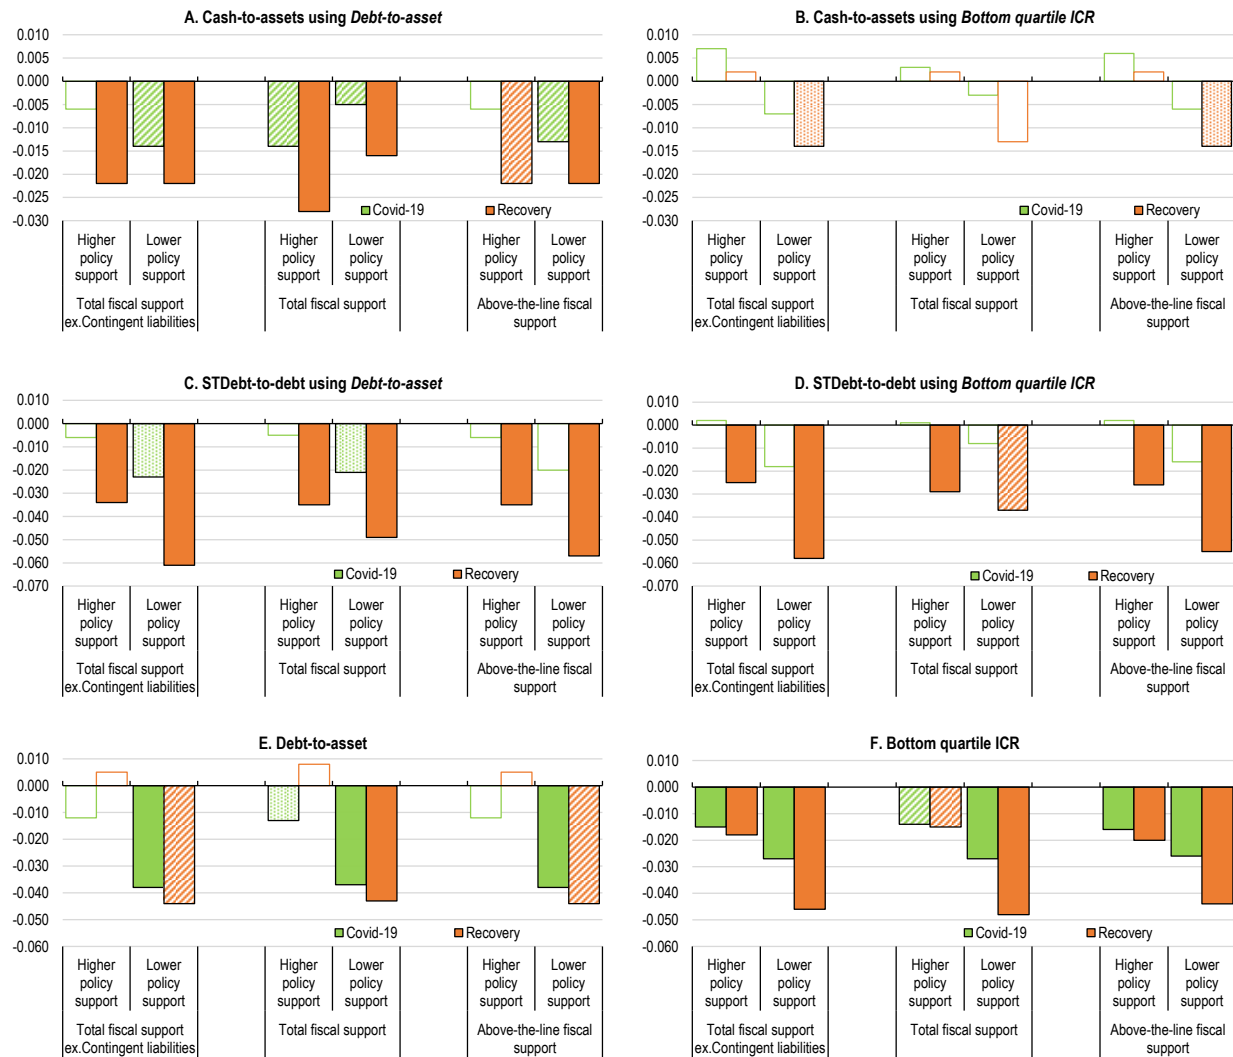 A. Cash-to-assets using Debt-to-asset
0.010
0.005
0.000
-0.005
-0.010
-0.015
-0.020
-0.025
-0.030
Covid-19 Recovery
Higher policy support
Lower policy support
Higher policy support
Lower policy support
Higher policy support
Lower policy support
Total fiscal support
ex.Contingent liabilities
Total fiscal support
Above-the-line fiscal
support
B. Cash-to-assets using Bottom quartile ICR
0.010
0.005
0.000
-0.005
-0.010
-0.015
-0.020
-0.025
-0.030
Covid-19 Recovery
Higher policy support
Lower policy support
Higher policy support
Lower policy support
Higher policy support
Lower policy support
Total fiscal support
ex.Contingent liabilities
Total fiscal support
Above-the-line fiscal
support
C. STDebt-to-debt using Debt-to-asset
0.010
0.000
-0.010
-0.020
-0.030
-0.040
-0.050
-0.060
-0.070
Covid-19 Recovery
Higher policy support
Lower policy support
Higher policy support
Lower policy support
Higher policy support
Lower policy support
Total fiscal support
ex.Contingent liabilities
Total fiscal support
Above-the-line fiscal
support
D. STDebt-to-debt using Bottom quartile ICR
0.010
0.000
-0.010
-0.020
-0.030
-0.040
-0.050
-0.060
-0.070
Covid-19 Recovery
Higher policy support
Lower policy support
Higher policy support
Lower policy support
Higher policy support
Lower policy support
Total fiscal support
ex.Contingent liabilities
Total fiscal support
Above-the-line fiscal
support
E. Debt-to-asset
0.010
0.000
-0.010
-0.020
-0.030
-0.040
-0.050
-0.060
Covid-19 Recovery
Higher policy support
Lower policy support
Higher policy support
Lower policy support
Higher policy support
Lower policy support
Total fiscal support
ex.Contingent liabilities
Total fiscal support
Above-the-line fiscal
support
F. Bottom quartile ICR
0.010
0.000
-0.010
-0.020
-0.030
-0.040
-0.050
-0.060
Covid-19 Recovery
Higher policy support
Lower policy support
Higher policy support
Lower policy support
Higher policy support
Lower policy support
Total fiscal support
ex.Contingent liabilities
Total fiscal support
Above-the-line fiscal
support